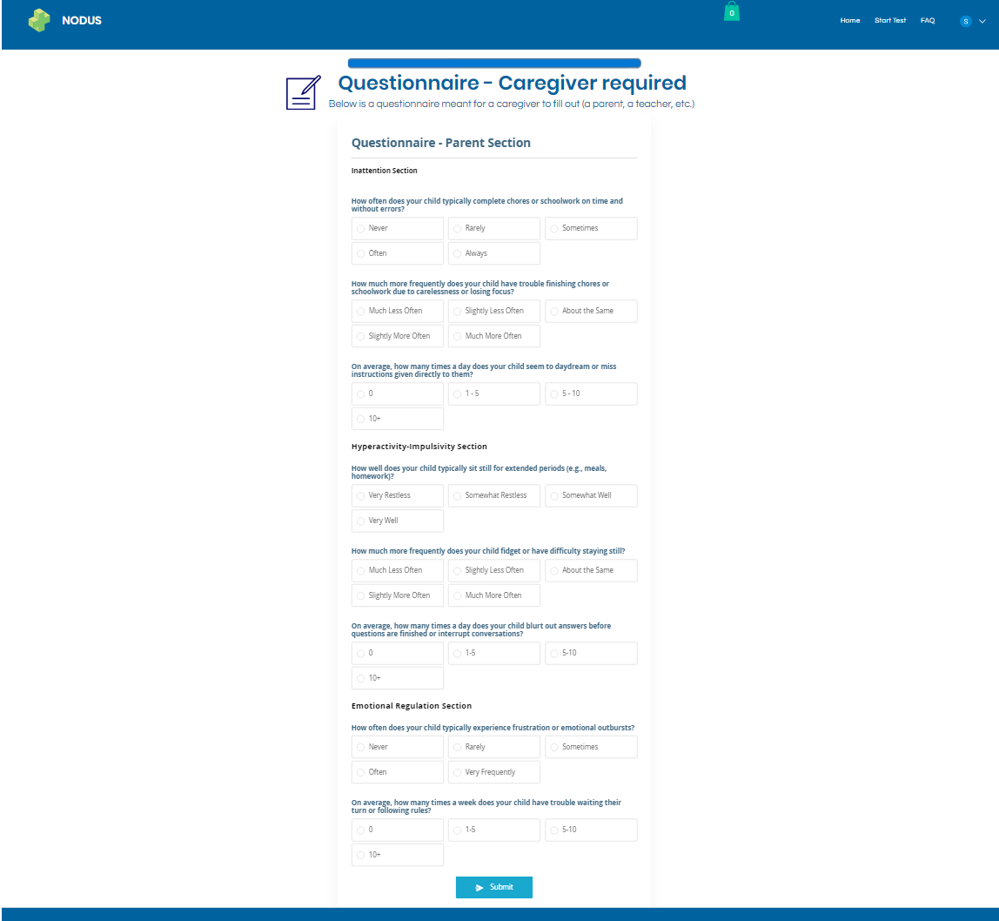 NODUS
0
Home Start Test FAQ S
Questionnaire - Caregiver required
Below is a questionnaire meant for a caregiver to fill out (a parent, a teacher, etc.)
Questionnaire - Parent Section
Inattention Section
How often does your child typically complete chores or schoolwork on time and
without errors?
Never Rarely Sometimes
Often Always
How much more frequently does your child have trouble finishing chores or
schoolwork due to carelessness or losing focus?
Much Less Often Slightly Less Often About the Same
Slightly More Often Much More Often
On average, how many times a day does your child seem to daydream or miss
instructions given directly to them?
0 1 - 5 5 - 10
10+
Hyperactivity-Impulsivity Section
How well does your child typically sit still for extended periods (e.g., meals,
homework)?
Very Restless Somewhat Restless Somewhat Well
Very Well
How much more frequently does your child fidget or have difficulty staying still?
Much Less Often Slightly Less Often About the Same
Slightly More Often Much More Often
On average, how many times a day does your child blurt out answers before
questions are finished or interrupt conversations?
0 1-5 5-10
10+
Emotional Regulation Section
How often does your child typically experience frustration or emotional outbursts?
Never Rarely Sometimes
Often Very Frequently
On average, how many times a week does your child have trouble waiting their
turn or following rules?
0 1-5 5-10
10+
Submit